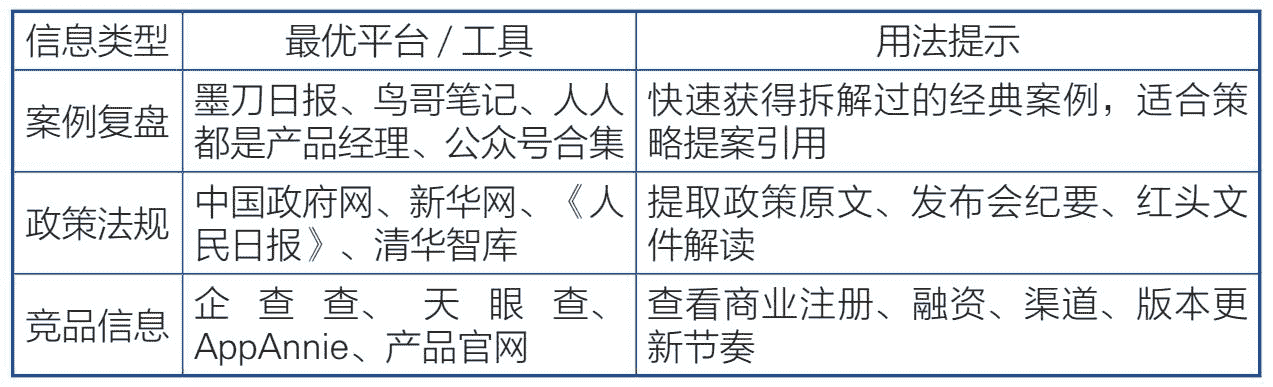 信息类型 最优平台 / 工具 用法提示
案例复盘
墨刀日报、鸟哥笔记、人人
都是产品经理、公众号合集
快速获得拆解过的经典案例，适合策
略提案引用
政策法规
中国政府网、新华网、《人
民日报》、清华智库
提取政策原文、发布会纪要、红头文
件解读
竞品信息
企查查、天眼查、
AppAnnie、产品官网
查看商业注册、融资、渠道、版本更
新节奏